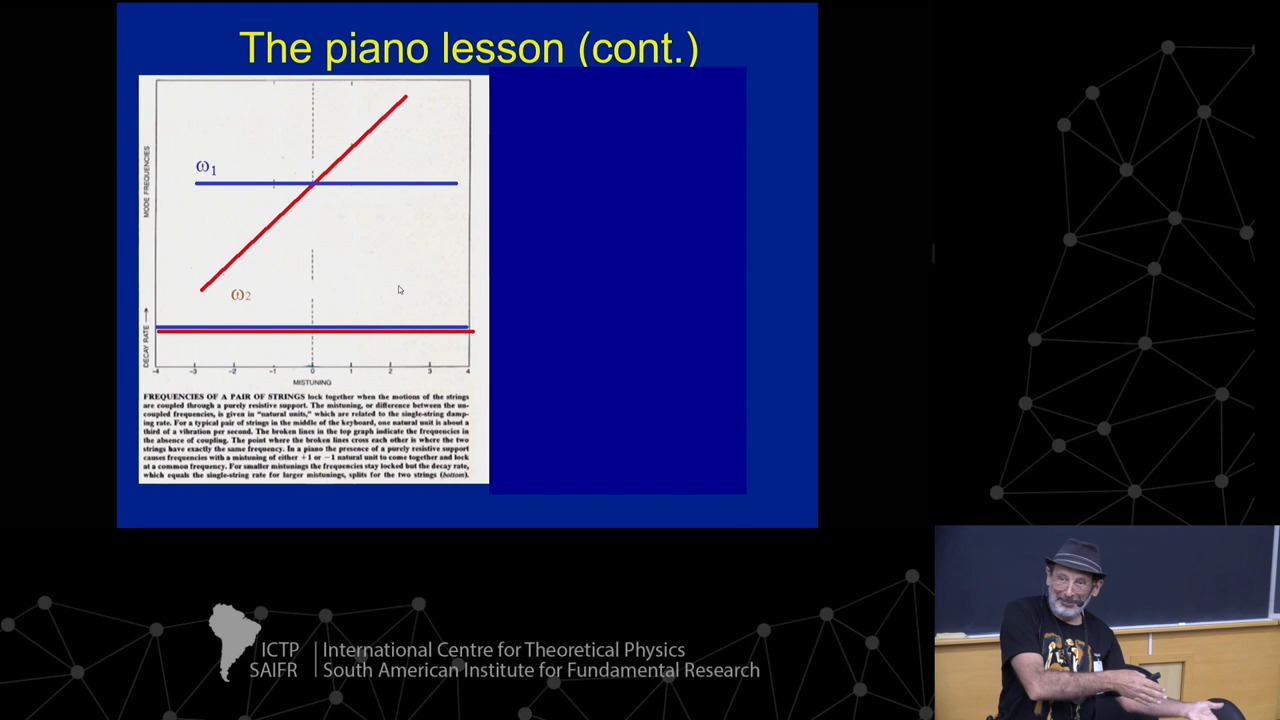 The piano lesson (cont.)
MODE FREQUENCIES
ω1
ω2
DECAY RATE →
-4 -3 -2 -1 0 1 2 3 4
MISTUNING
FREQUENCIES OF A PAIR OF STRINGS lock together when the motions of the strings
are coupled through a purely resistive support. The mistuning, or difference between the un-
coupled frequencies, is given in "natural units," which are related to the single-string damp-
ing rate. For a typical pair of strings in the middle of the keyboard, one natural unit is about a
third of a vibration per second. The broken lines in the top graph indicate the frequencies in
the absence of coupling. The point where the broken lines cross each other is where the two
strings have exactly the same frequency. In a piano the presence of a purely resistive support
causes frequencies with a mistuning of either +1 or −1 natural unit to come together and lock
at a common frequency. For smaller mistunings the frequencies stay locked but the decay rate,
which equals the single-string rate for larger mistunings, splits for the two strings (bottom).
ICTP
SAIFR
International Centre for Theoretical Physics
South American Institute for Fundamental Research